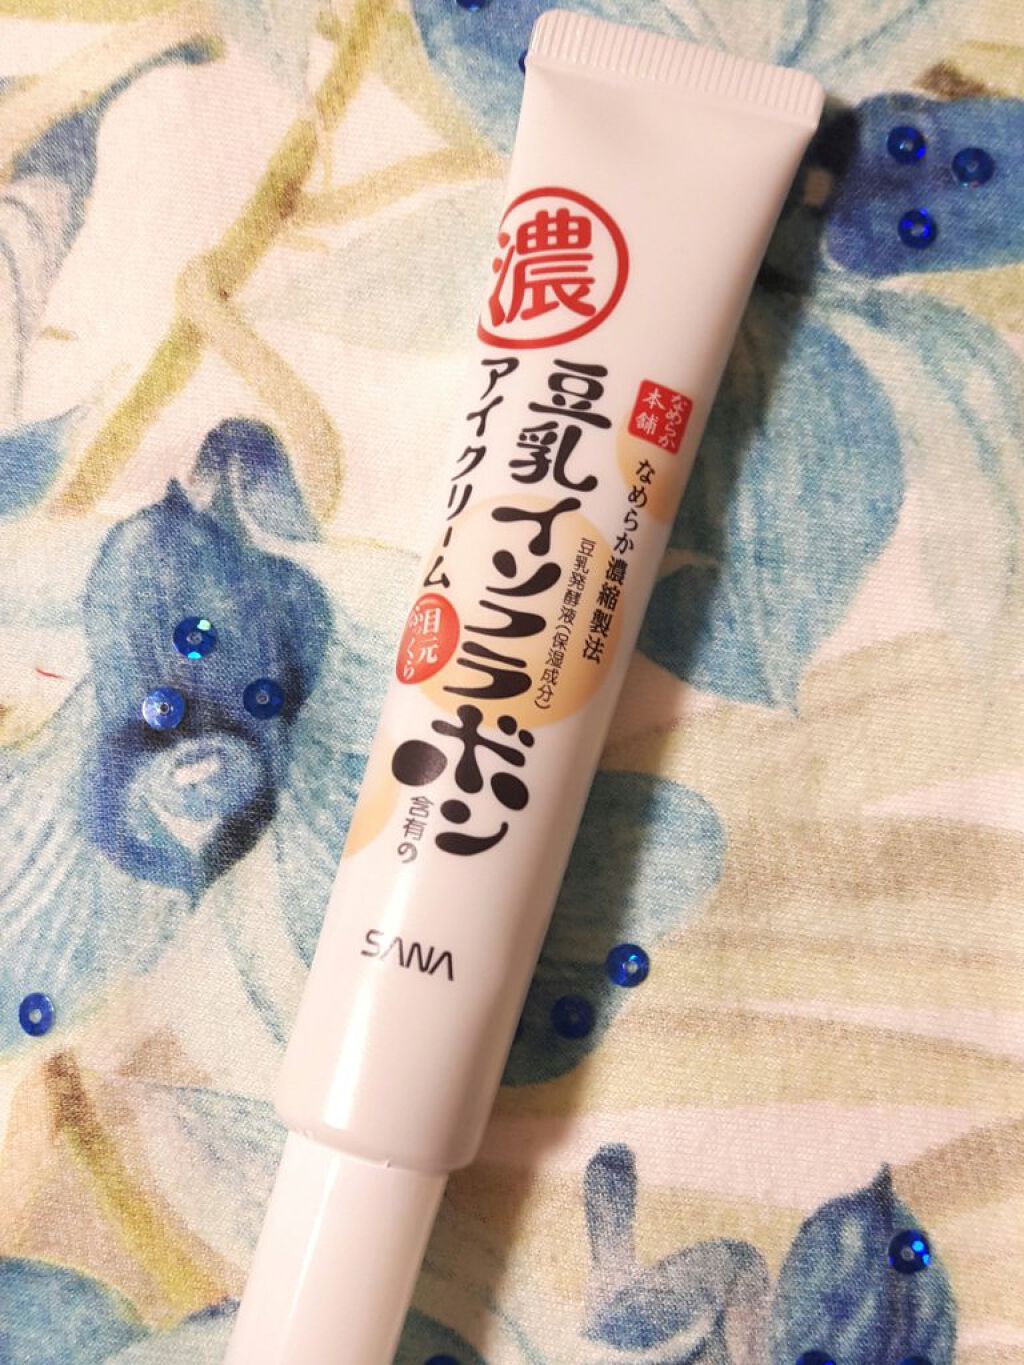 濃
なめらか
本舗
なめらか濃縮製法
豆乳発酵液(保湿成分)
豆乳イソフラボン
含有の
アイクリーム
目元
ふっくら
SANA